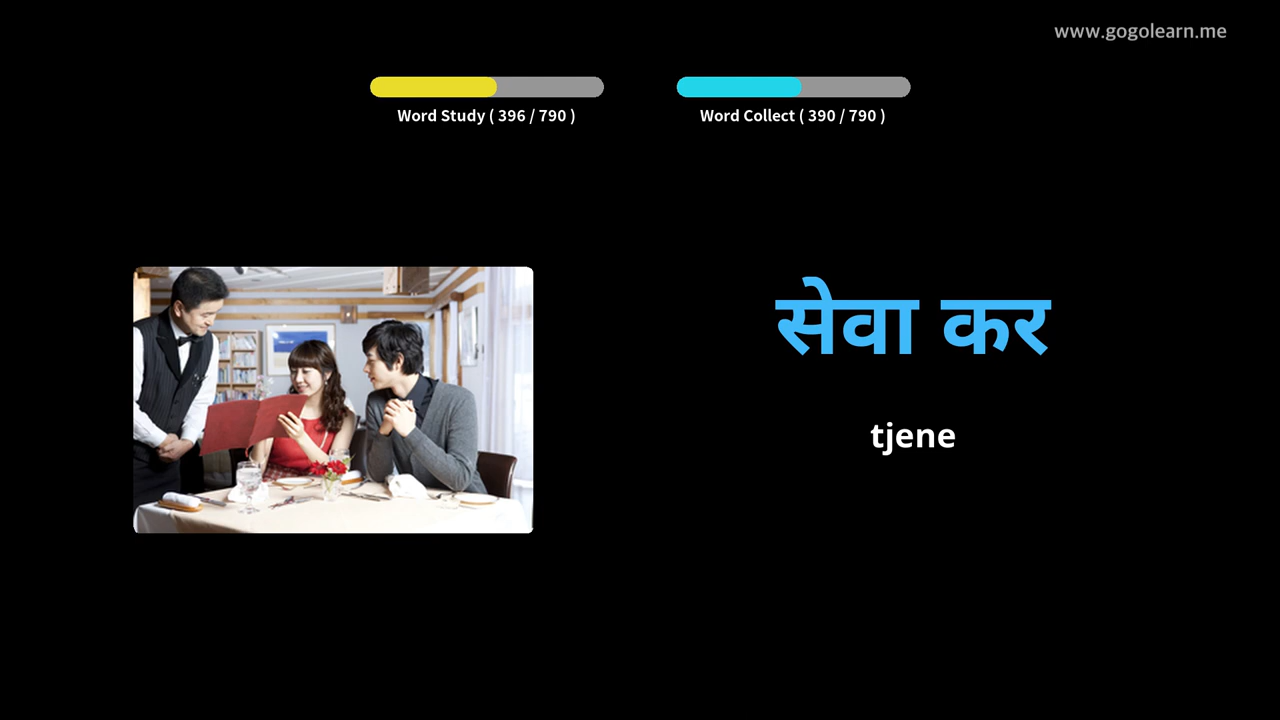 www.gogolearn.me
Word Study ( 396 / 790 )
Word Collect ( 390 / 790 )
सेवा कर
tjene